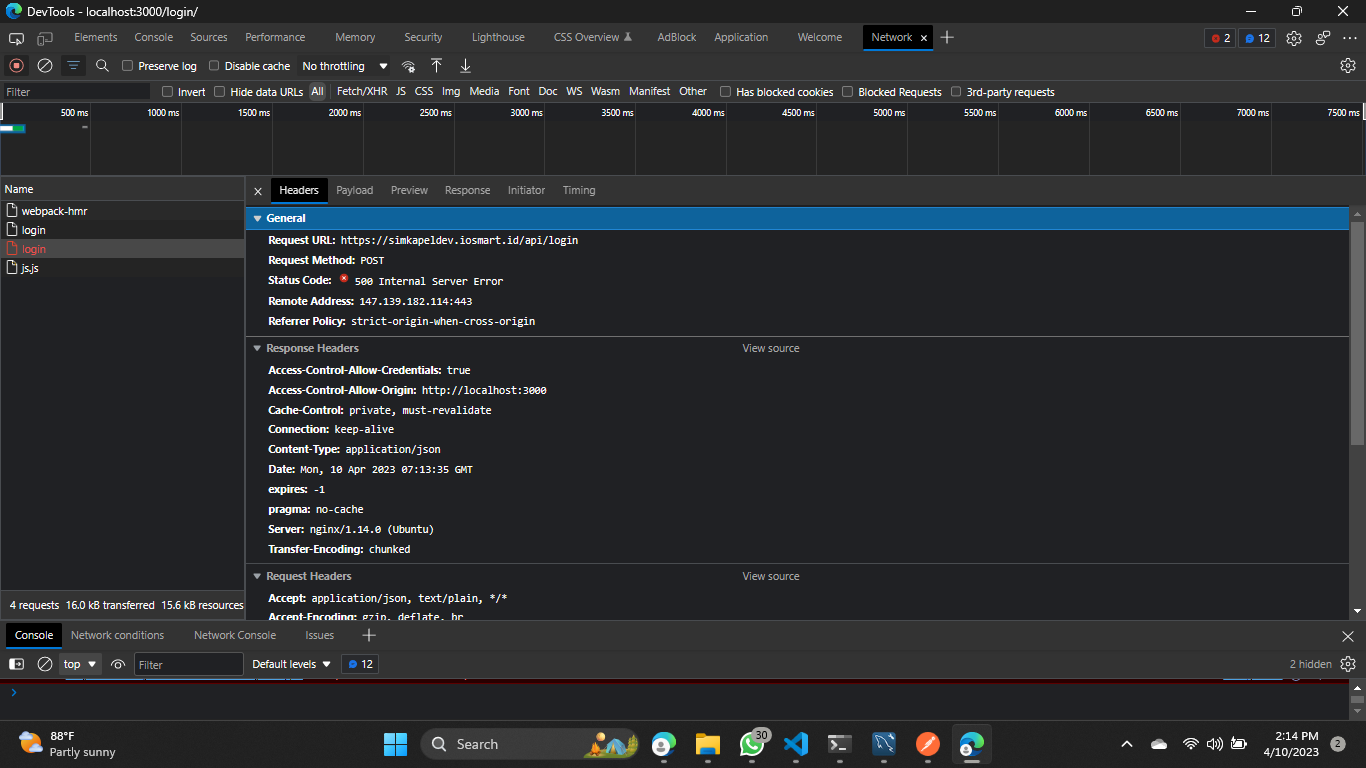 DevTools - localhost:3000/login/
Elements Console Sources Performance Memory Security Lighthouse CSS Overview AdBlock Application Welcome Network 2 12
Preserve log Disable cache No throttling
Filter Invert Hide data URLs All Fetch/XHR JS CSS Img Media Font Doc WS Wasm Manifest Other Has blocked cookies Blocked Requests 3rd-party requests
500 ms 1000 ms 1500 ms 2000 ms 2500 ms 3000 ms 3500 ms 4000 ms 4500 ms 5000 ms 5500 ms 6000 ms 6500 ms 7000 ms 7500 ms
Name
webpack-hmr
login
login
js.js
4 requests 16.0 kB transferred 15.6 kB resources
Headers Payload Preview Response Initiator Timing
General
Request URL: https://simkapeldev.iosmart.id/api/login
Request Method: POST
Status Code: 500 Internal Server Error
Remote Address: 147.139.182.114:443
Referrer Policy: strict-origin-when-cross-origin
Response Headers View source
Access-Control-Allow-Credentials: true
Access-Control-Allow-Origin: http://localhost:3000
Cache-Control: private, must-revalidate
Connection: keep-alive
Content-Type: application/json
Date: Mon, 10 Apr 2023 07:13:35 GMT
expires: -1
pragma: no-cache
Server: nginx/1.14.0 (Ubuntu)
Transfer-Encoding: chunked
Request Headers View source
Accept: application/json, text/plain, */*
Accept-Encoding: gzip, deflate, br
Console Network conditions Network Console Issues
top Filter Default levels 12 2 hidden
88°F
Partly sunny
Search
30
2:14 PM
4/10/2023
2